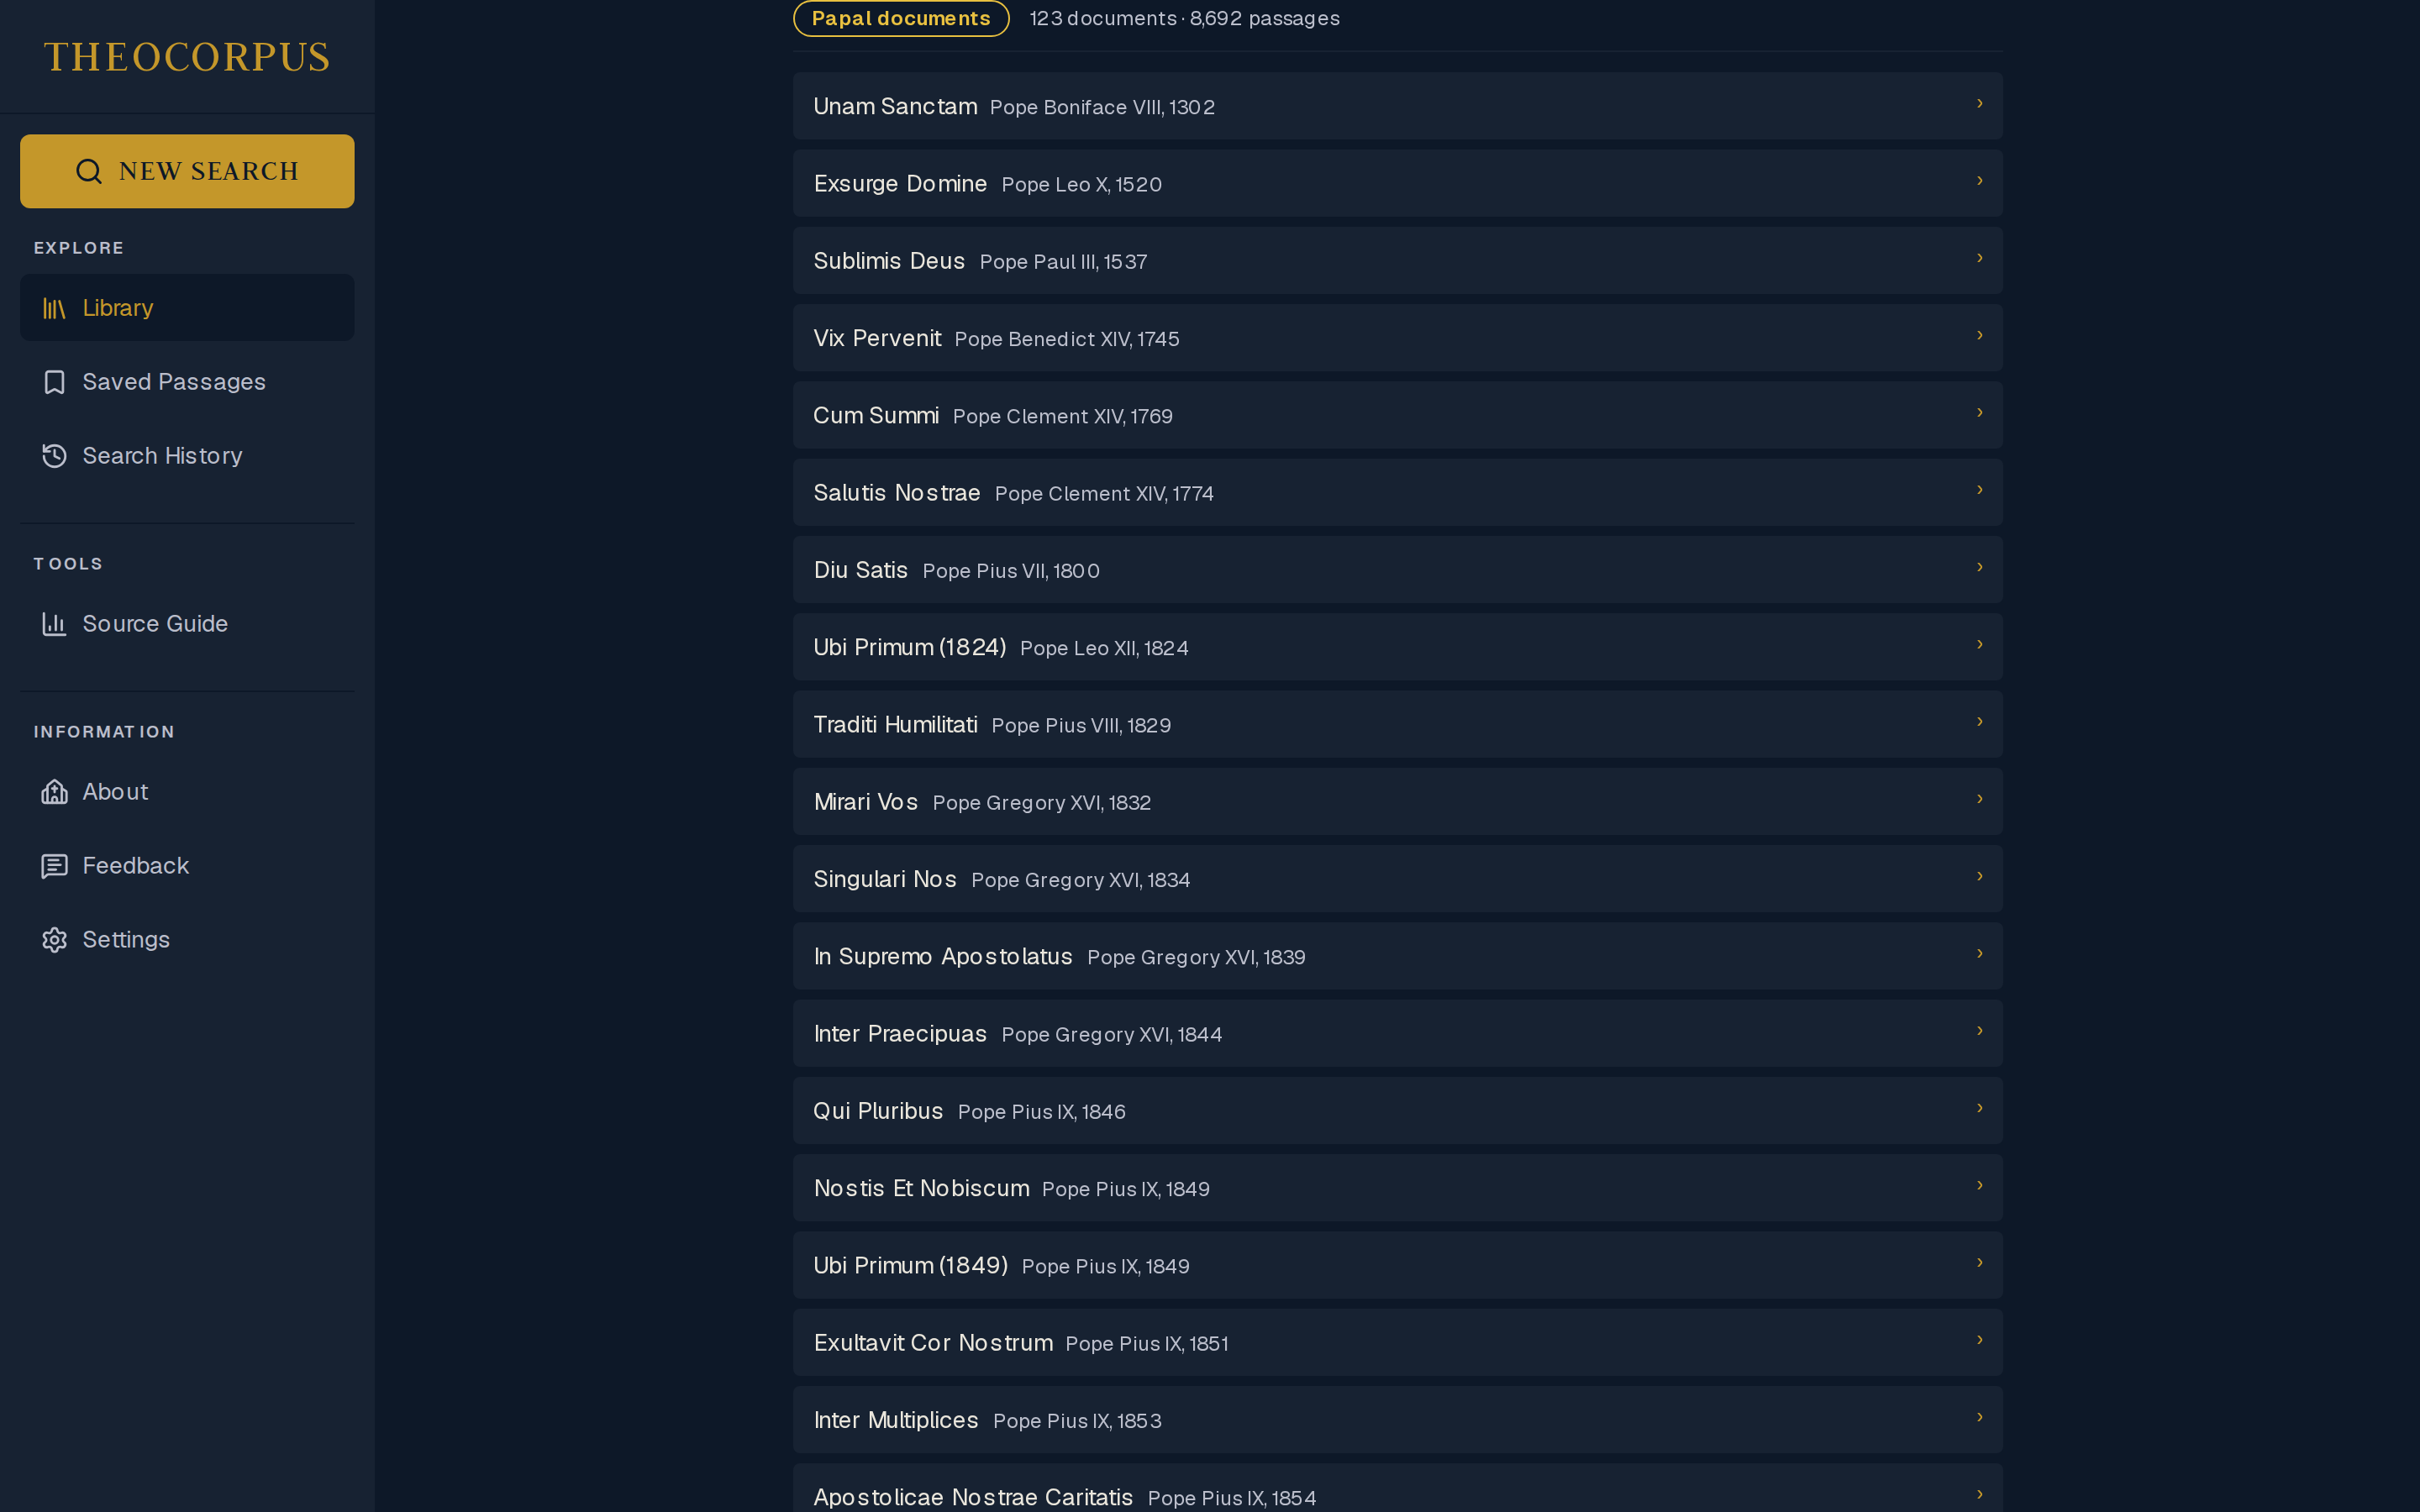 THEOCORPUS
NEW SEARCH
EXPLORE
Library
Saved Passages
Search History
TOOLS
Source Guide
INFORMATION
About
Feedback
Settings
Papal documents 123 documents · 8,692 passages
Unam Sanctam Pope Boniface VIII, 1302 ›
Exsurge Domine Pope Leo X, 1520 ›
Sublimis Deus Pope Paul III, 1537 ›
Vix Pervenit Pope Benedict XIV, 1745 ›
Cum Summi Pope Clement XIV, 1769 ›
Salutis Nostrae Pope Clement XIV, 1774 ›
Diu Satis Pope Pius VII, 1800 ›
Ubi Primum (1824) Pope Leo XII, 1824 ›
Traditi Humilitati Pope Pius VIII, 1829 ›
Mirari Vos Pope Gregory XVI, 1832 ›
Singulari Nos Pope Gregory XVI, 1834 ›
In Supremo Apostolatus Pope Gregory XVI, 1839 ›
Inter Praecipuas Pope Gregory XVI, 1844 ›
Qui Pluribus Pope Pius IX, 1846 ›
Nostis Et Nobiscum Pope Pius IX, 1849 ›
Ubi Primum (1849) Pope Pius IX, 1849 ›
Exultavit Cor Nostrum Pope Pius IX, 1851 ›
Inter Multiplices Pope Pius IX, 1853 ›
Apostolicae Nostrae Caritatis Pope Pius IX, 1854 ›